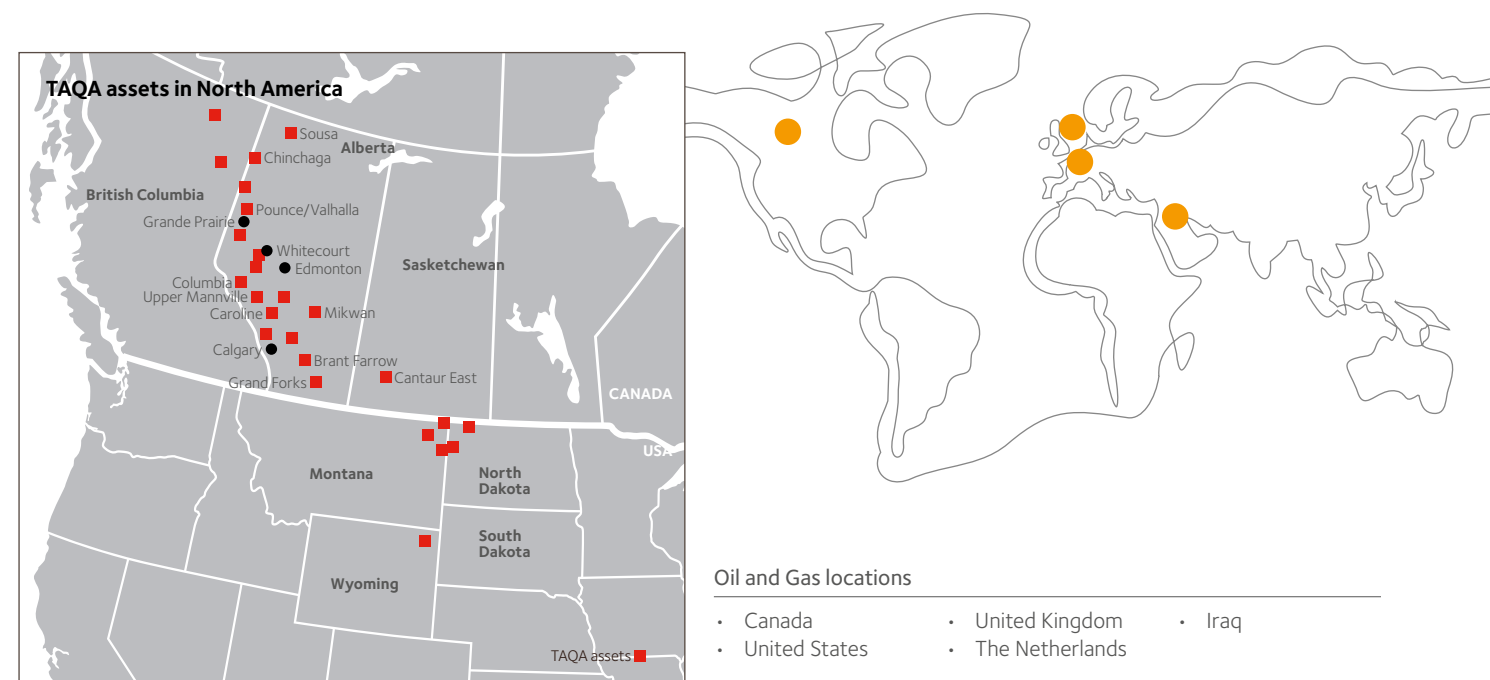 TAQA assets in North America
Sousa
Alberta
Chinchaga
British Columbia
Pounce/Valhalla
Grande Prairie
Whitecourt
Sasketchewan
Edmonton
Columbia
Upper Mannville
Caroline
Mikwan
Calgary
Brant Farrow
Cantaur East
Grand Forks
CANADA
USA
Montana
North
Dakota
South
Dakota
Wyoming
TAQA assets
Oil and Gas locations
• Canada
• United States
• United Kingdom
• The Netherlands
• Iraq